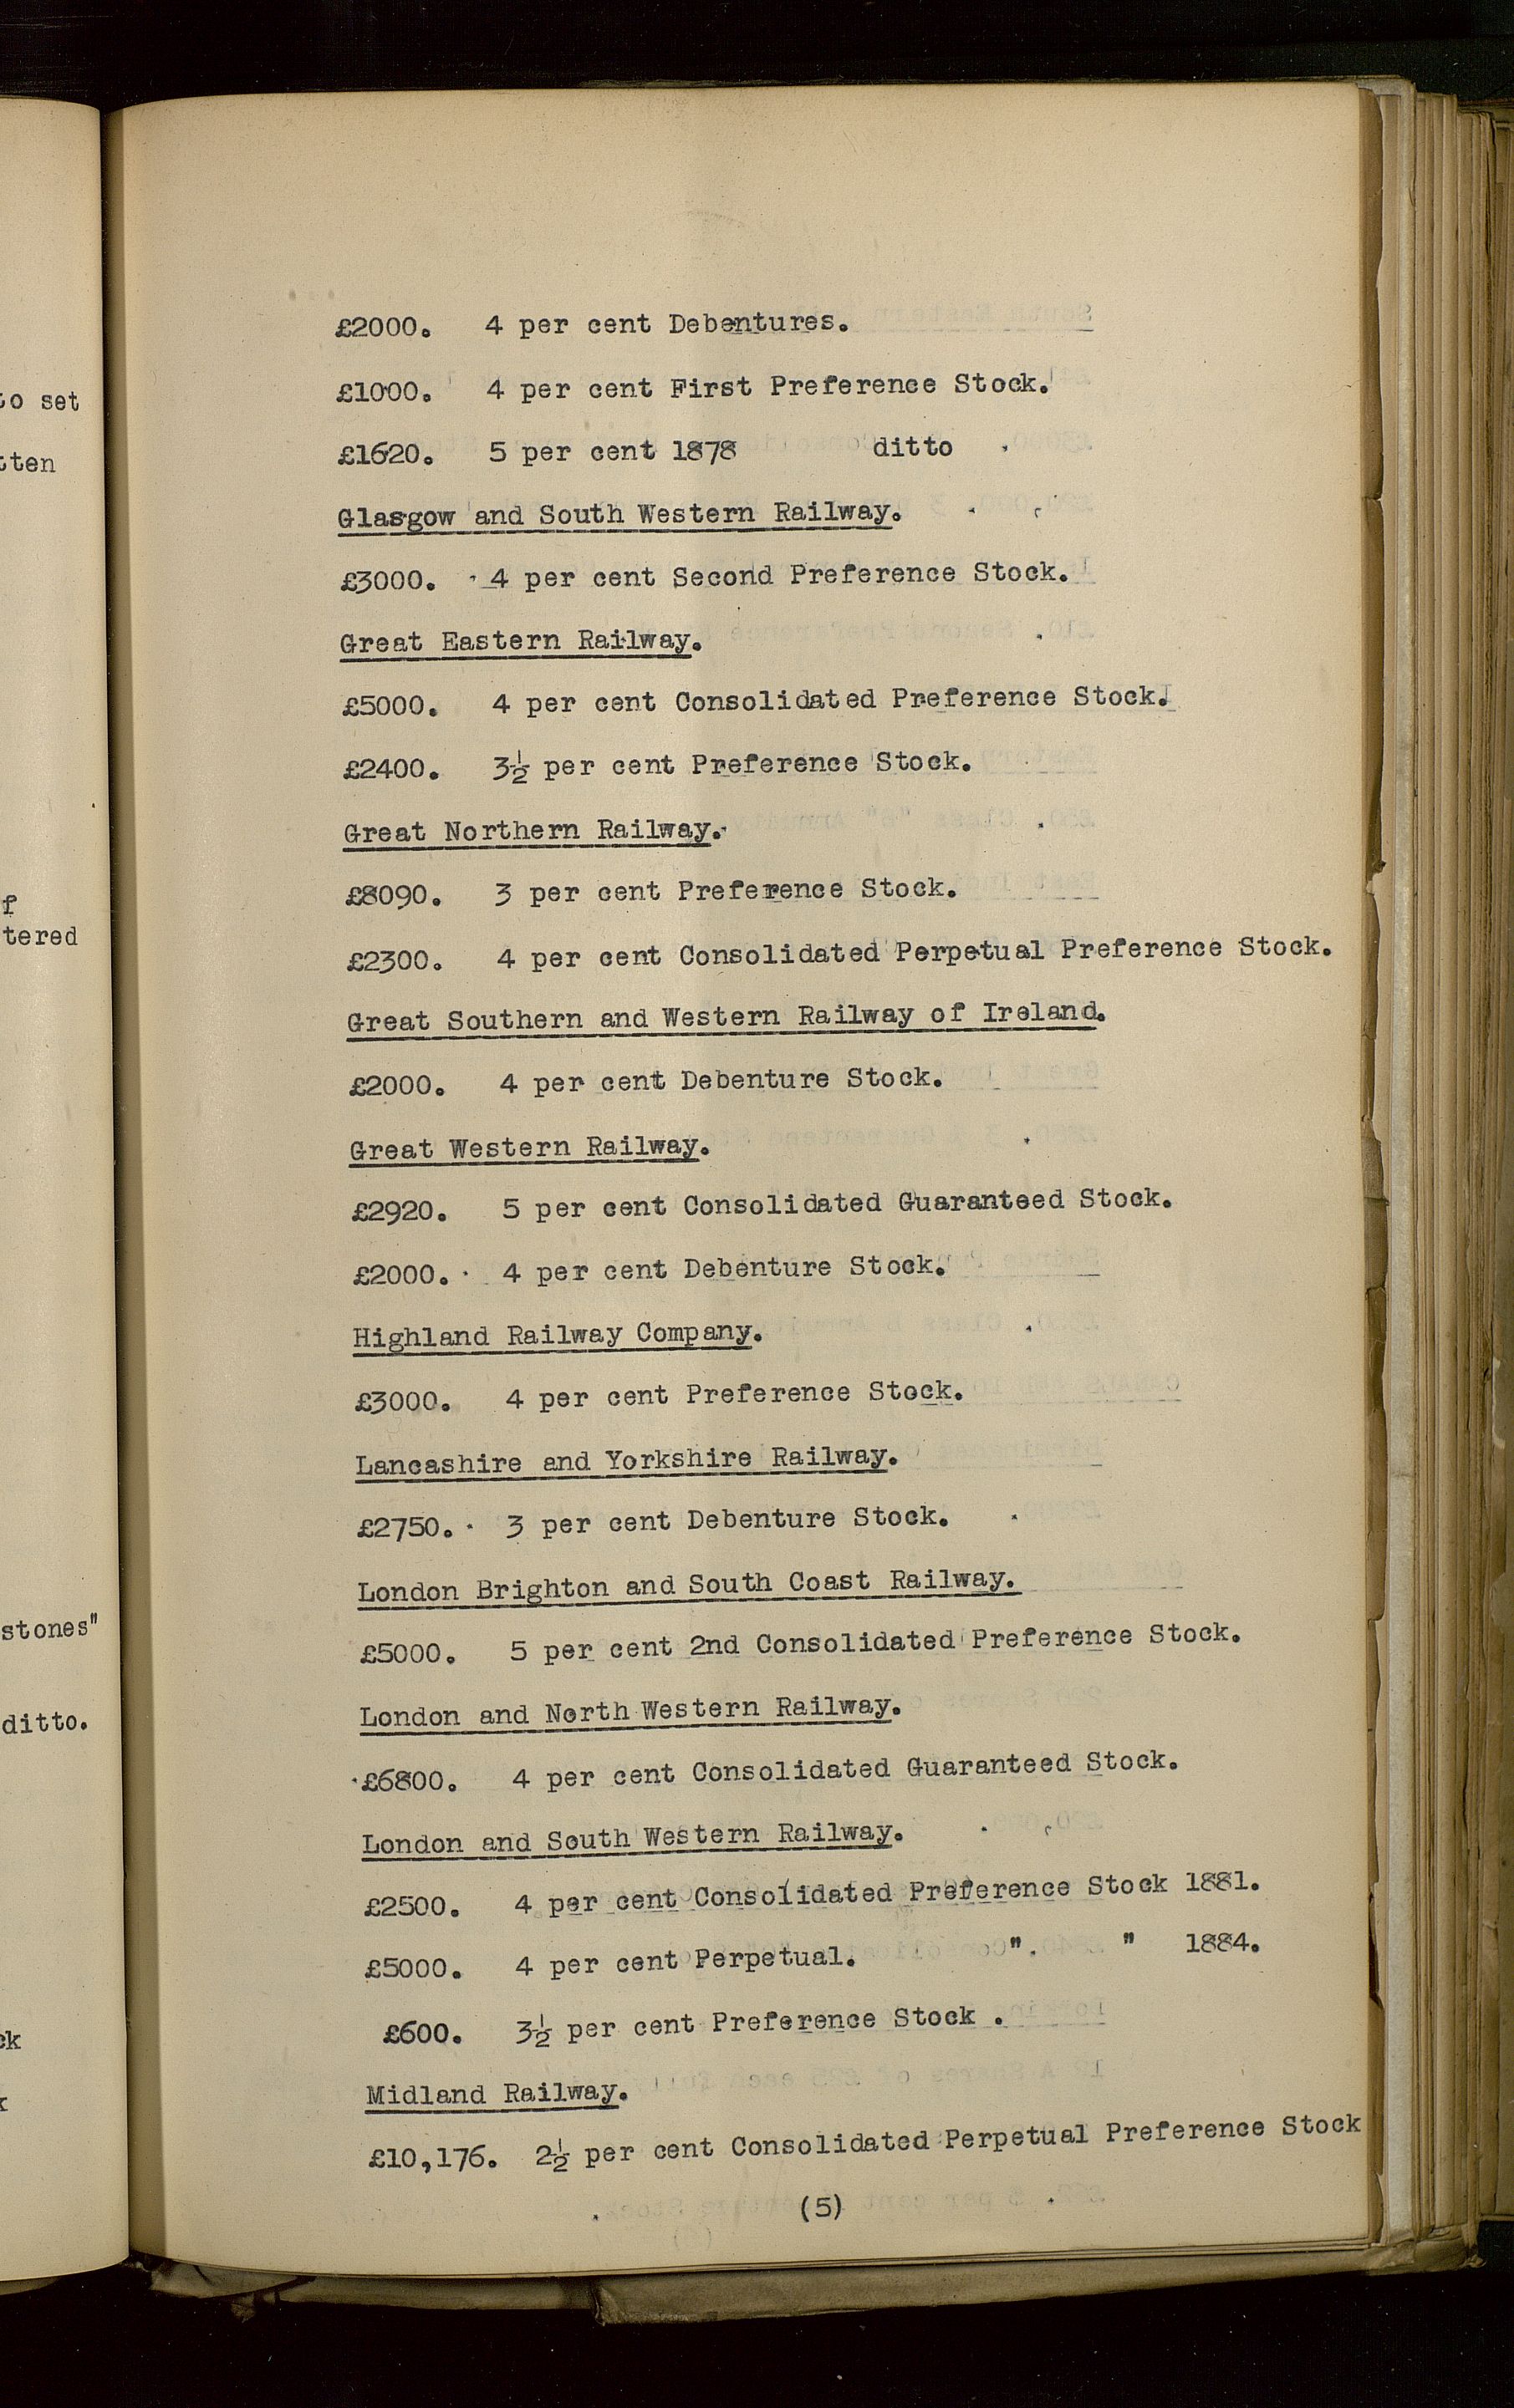 to set
tten
f
tered
stones"
ditto.
ck
k
£2000. 4 per cent Debentures.
£1000. 4 per cent First Preference Stock.
£1620. 5 per cent 1878 ditto
Glasgow and South Western Railway.
£3000. 4 per cent Second Preference Stock.
Great Eastern Railway.
£5000. 4 per cent Consolidated Preference Stock.
£2400. 3½ per cent Preference Stock.
Great Northern Railway.
£8090. 3 per cent Preference Stock.
£2300. 4 per cent Consolidated Perpetual Preference Stock.
Great Southern and Western Railway of Ireland.
£2000. 4 per cent Debenture Stock.
Great Western Railway.
£2920. 5 per cent Consolidated Guaranteed Stock.
£2000. 4 per cent Debenture Stock.
Highland Railway Company.
£3000. 4 per cent Preference Stock.
Lancashire and Yorkshire Railway.
£2750. 3 per cent Debenture Stock.
London Brighton and South Coast Railway.
£5000. 5 per cent 2nd Consolidated Preference Stock.
London and North Western Railway.
£6800. 4 per cent Consolidated Guaranteed Stock.
London and South Western Railway.
£2500. 4 per cent Consolidated Preference Stock 1881.
£5000. 4 per cent Perpetual. " " 1884.
£600. 3½ per cent Preference Stock .
Midland Railway.
£10,176. 2½ per cent Consolidated Perpetual Preference Stock
(5)